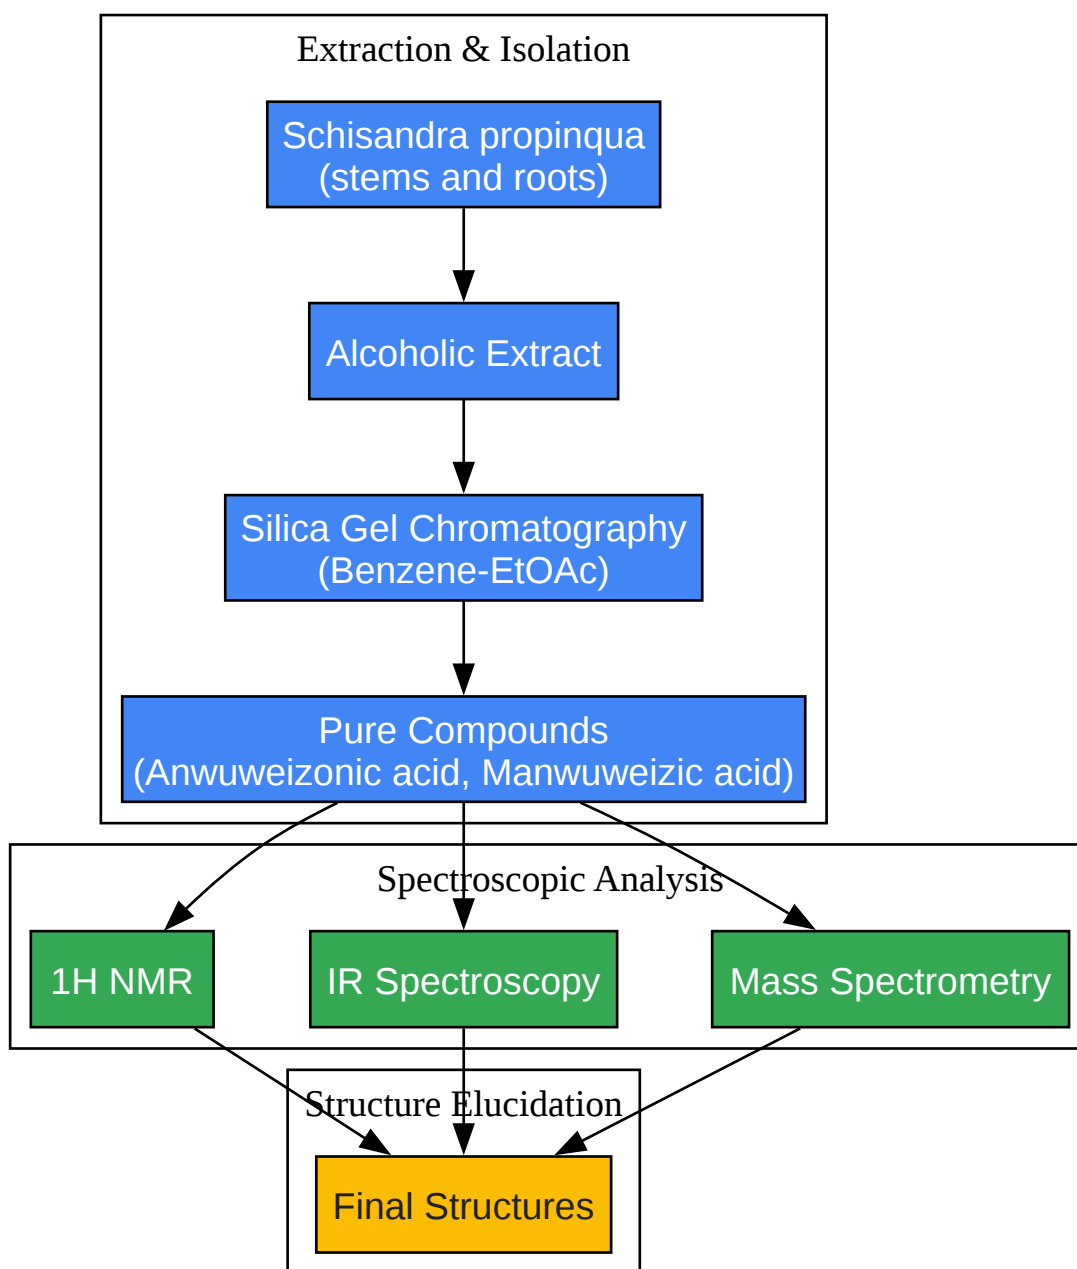 Extraction & Isolation
Schisandra propinqua
(stems and roots)
Alcoholic Extract
Silica Gel Chromatography
(Benzene-EtOAc)
Pure Compounds
(Anwuweizonic acid, Manwuweizic acid)
Spectroscopic Analysis
1H NMR
IR Spectroscopy
Mass Spectrometry
Structure Elucidation
Final Structures